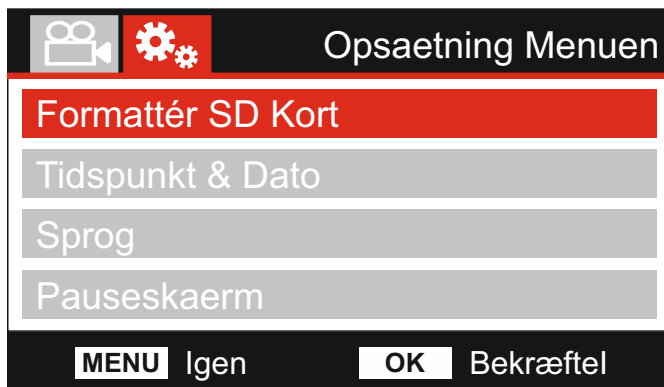 Opsaetning Menuen
Formattér SD Kort
Tidspunkt & Dato
Sprog
Pauseskaerm
MENU Igen OK Bekræftel